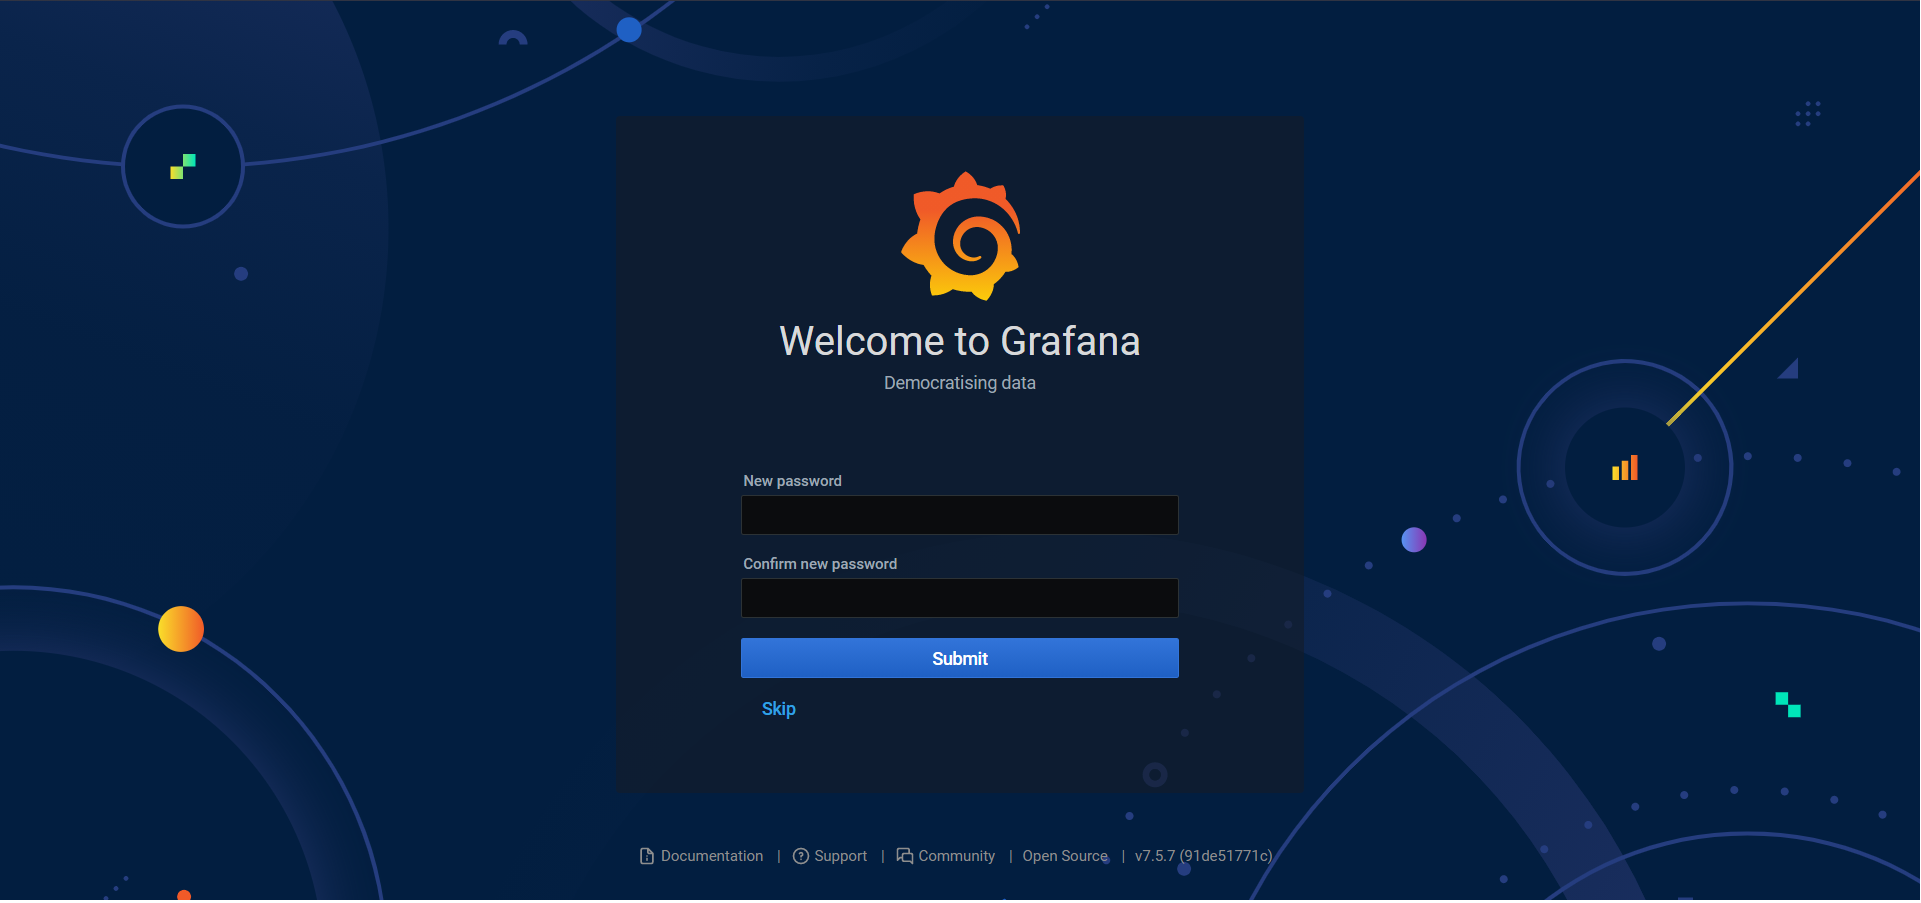 Welcome to Grafana
Democratising data
New password
Confirm new password
Submit
Skip
Documentation | Support | Community | Open Source | v7.5.7 (91de51771c)